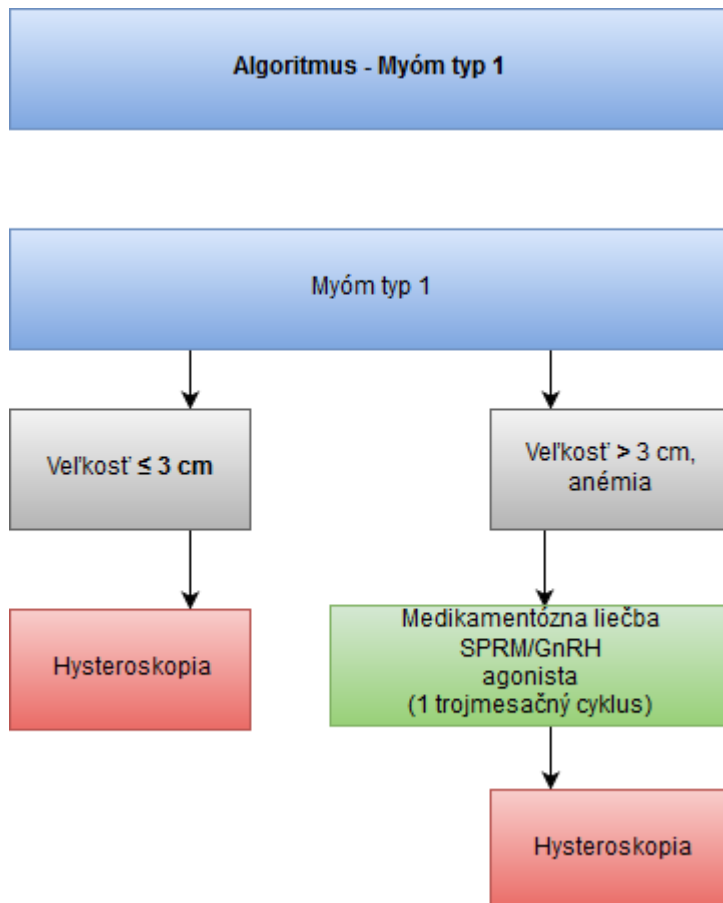 Algoritmus - Myóm typ 1
Myóm typ 1
Veľkosť ≤ 3 cm
Veľkosť > 3 cm,
anémia
Hysteroskopia
Medikamentózna liečba
SPRM/GnRH
agonista
(1 trojmesačný cyklus)
Hysteroskopia